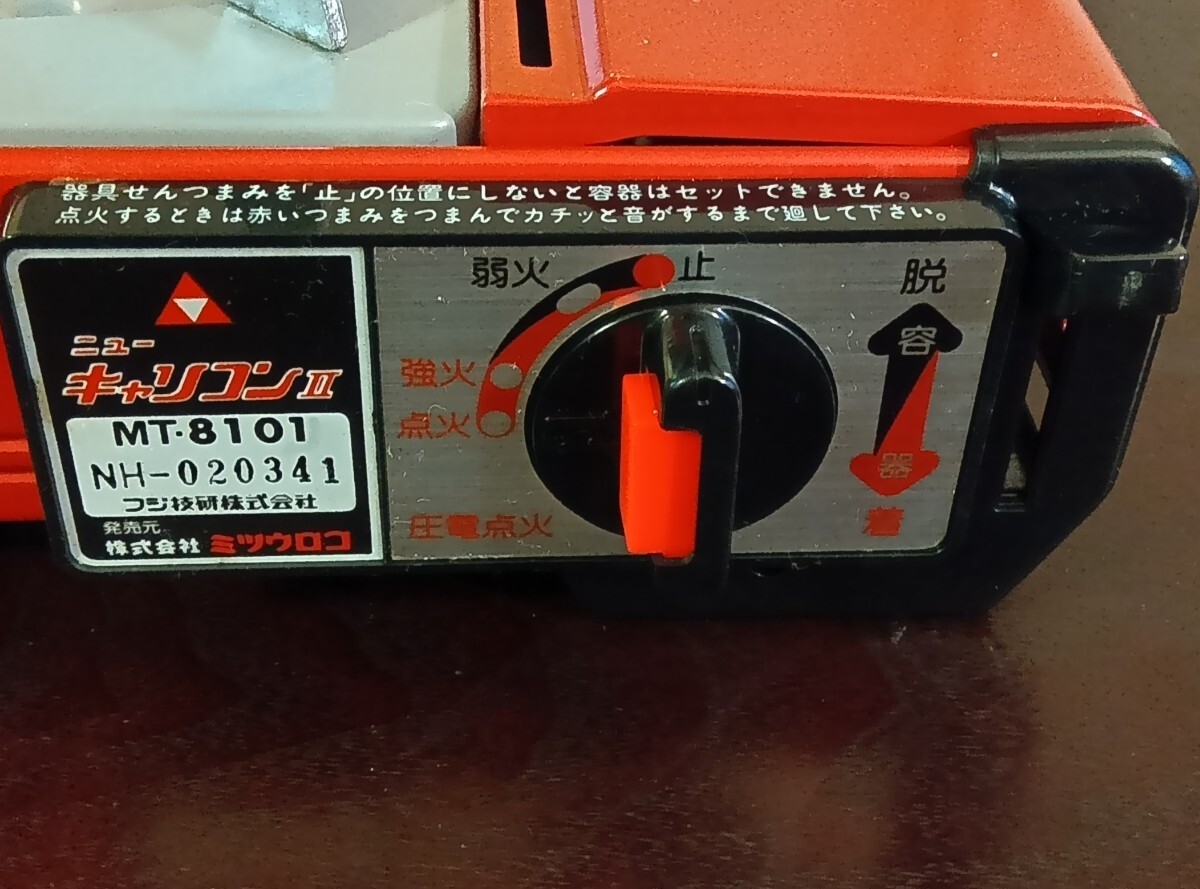 器具せんつまみを「止」の位置にしないと容器はセットできません。
点火するときは赤いつまみをつまんでカチッと音がするまで廻して下さい。
ニュー
キャリコンⅡ
MT-8101
NH-020341
フジ技研株式会社
発売元
株式会社 ミツウロコ
弱火
止
強火
点火
圧電点火
脱
容
器
着